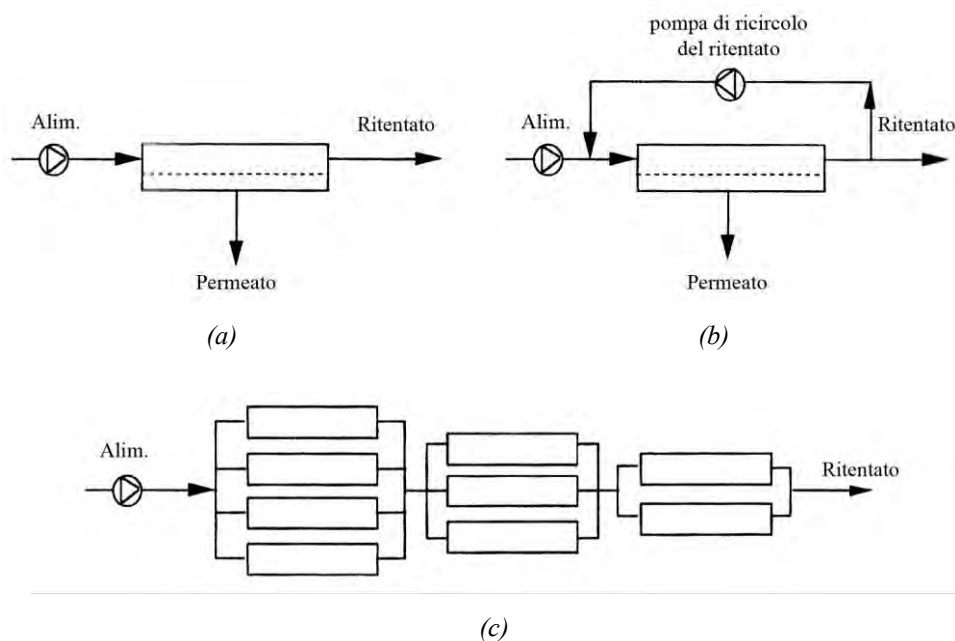 pompa di ricircolo
del ritentato
Alim.
Ritentato
Permeato
(a)
Alim.
Ritentato
Permeato
(b)
Alim.
Ritentato
(c)